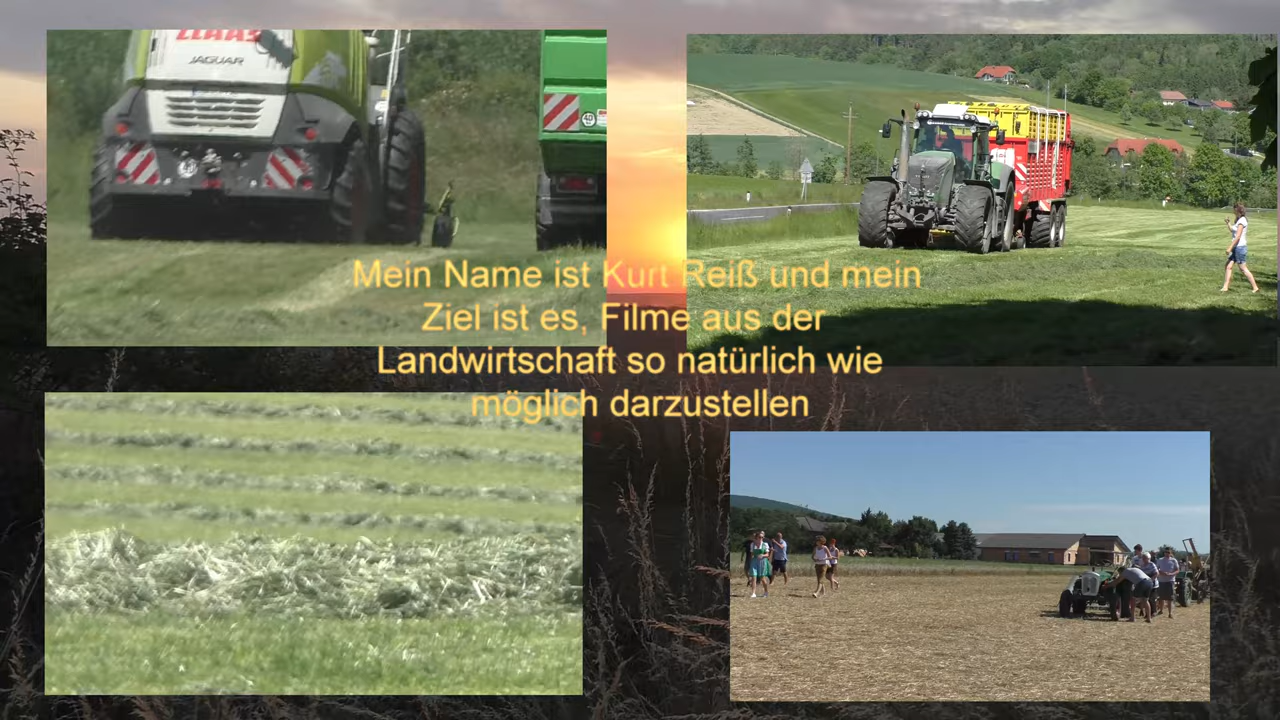 CLAAS
JAGUAR
Mein Name ist Kurt Reiß und mein
Ziel ist es, Filme aus der
Landwirtschaft so natürlich wie
möglich darzustellen